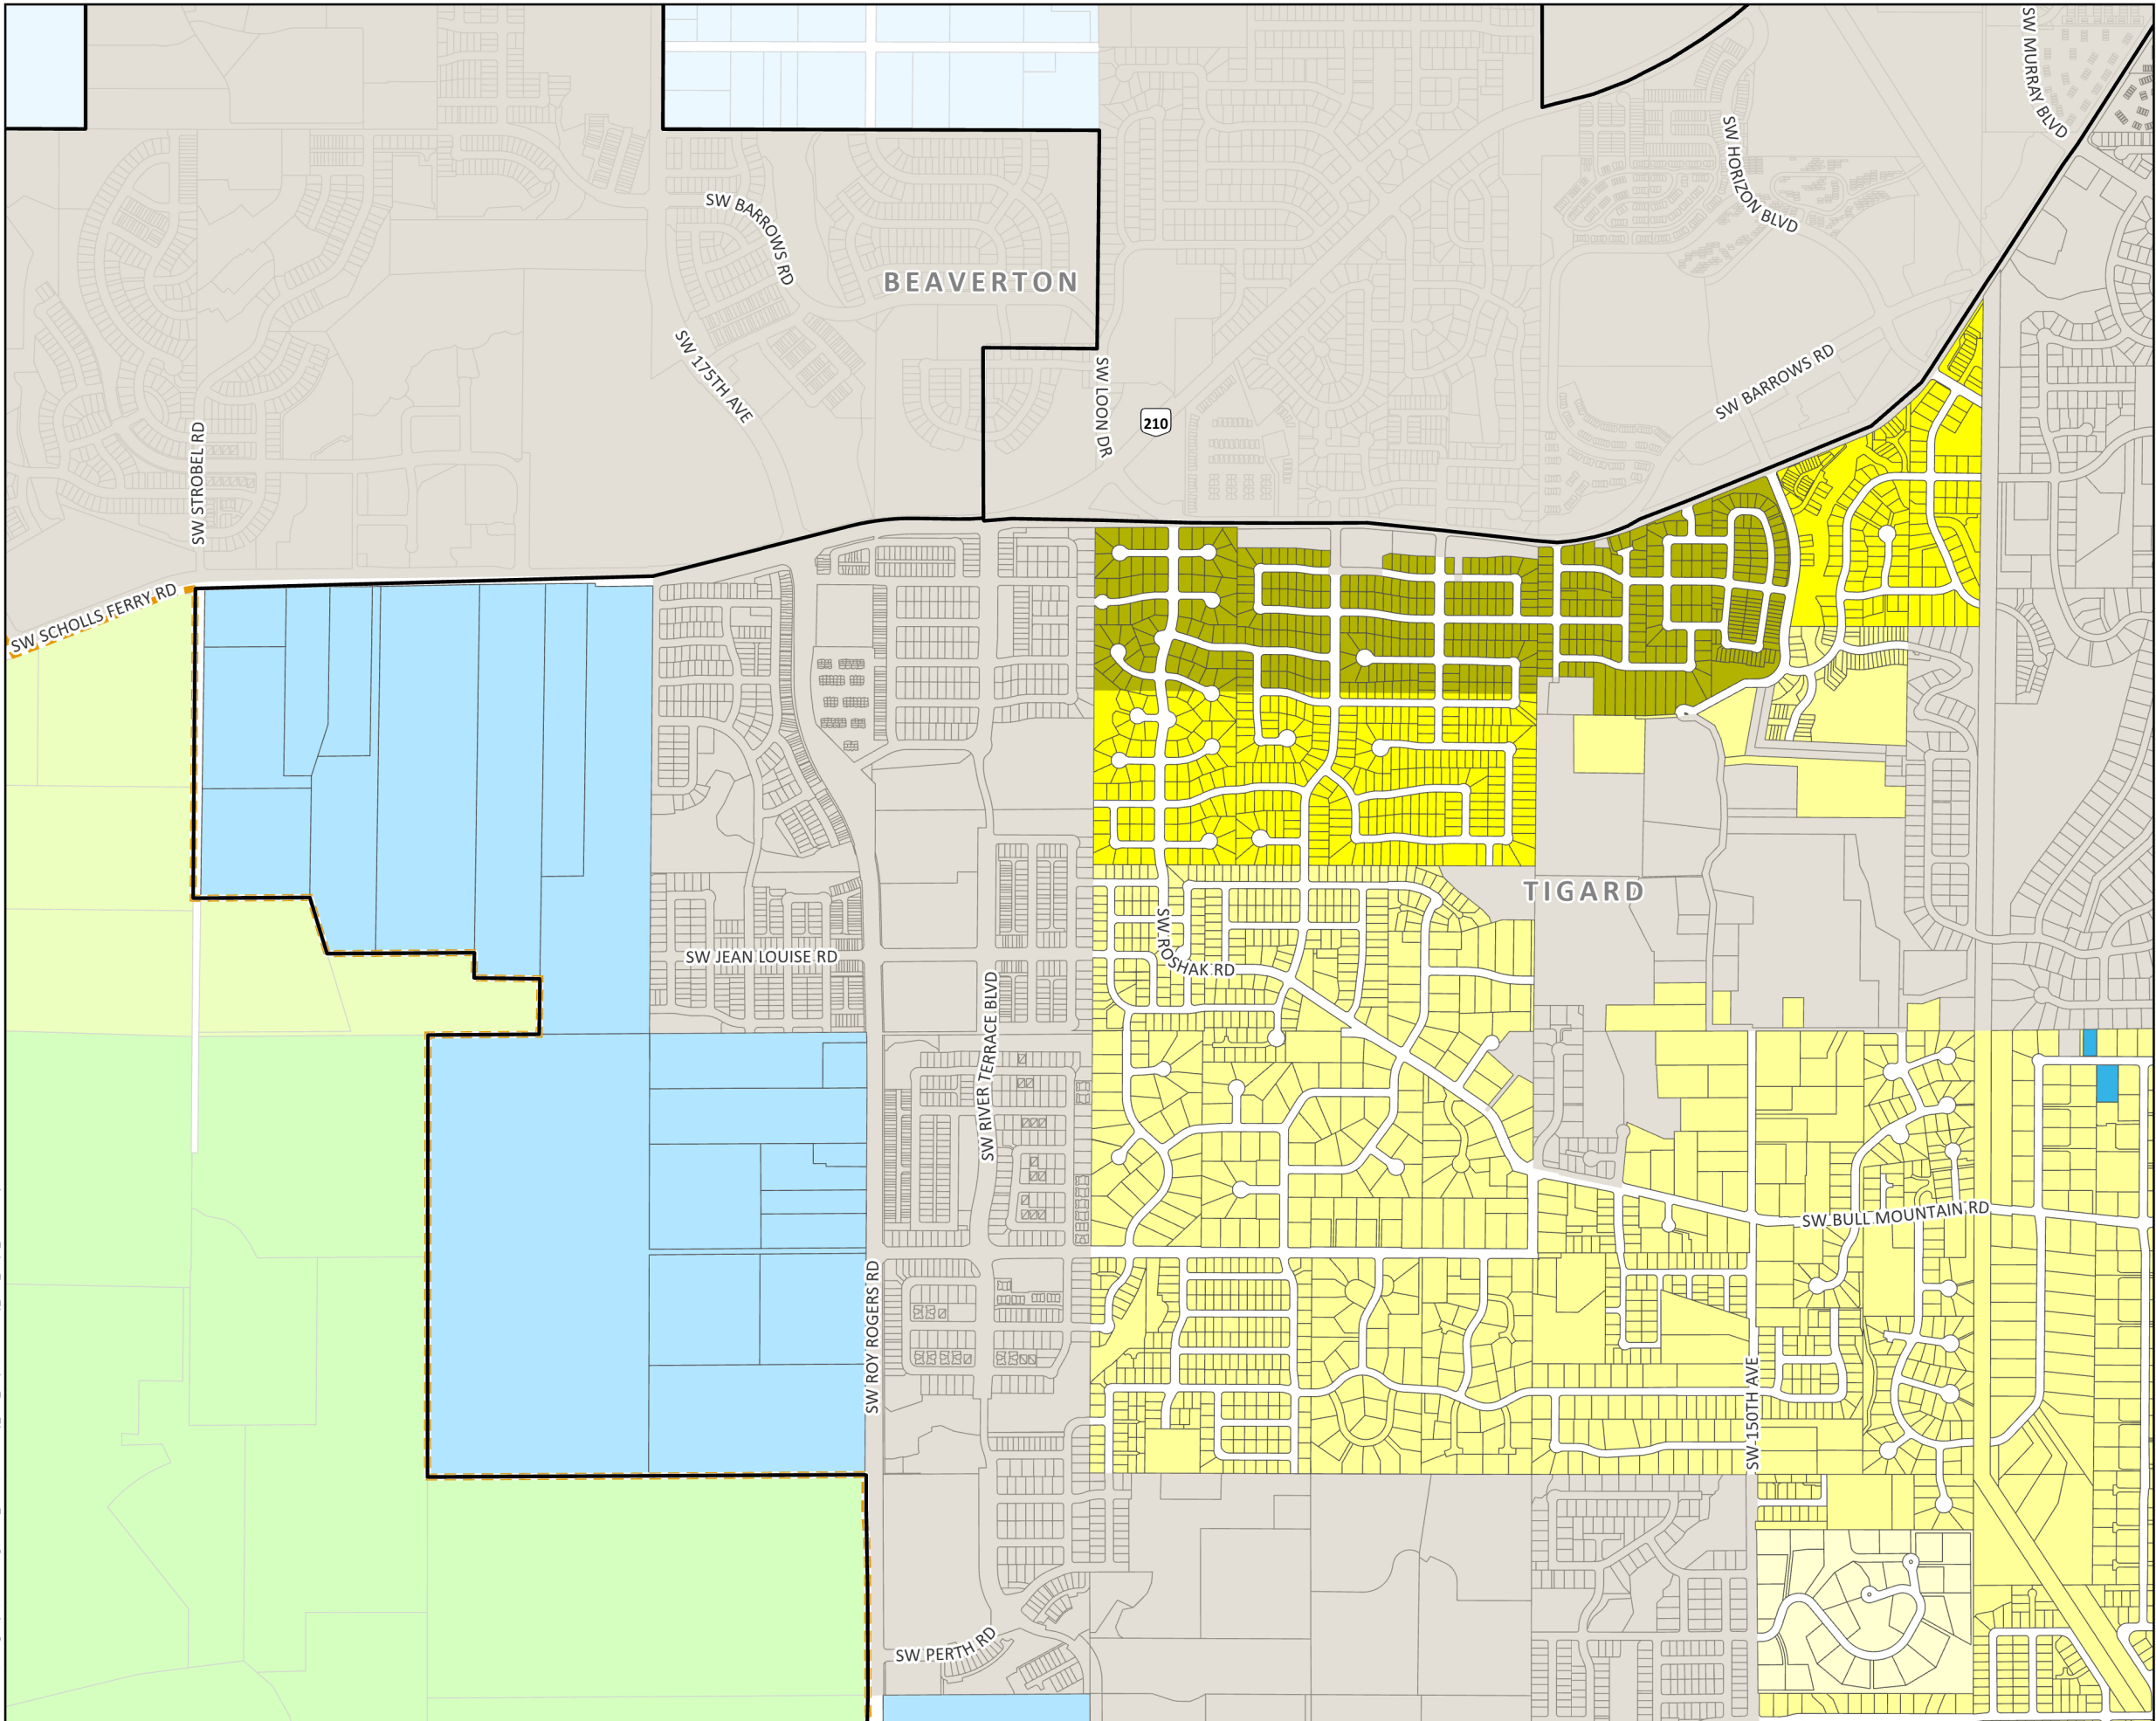 SW MURRAY BLVD
SW HORIZON BLVD
SW BARROWS RD
BEAVERTON
SW 175TH AVE
SW LOON DR
210
SW BARROWS RD
SW STROBEL RD
SW SCHOLLS FERRY RD
TIGARD
SW ROSHAK RD
SW JEAN LOUISE RD
SW RIVER TERRACE BLVD
SW BULL MOUNTAIN RD
SW ROY ROGERS RD
SW 150TH AVE
SW PERTH RD